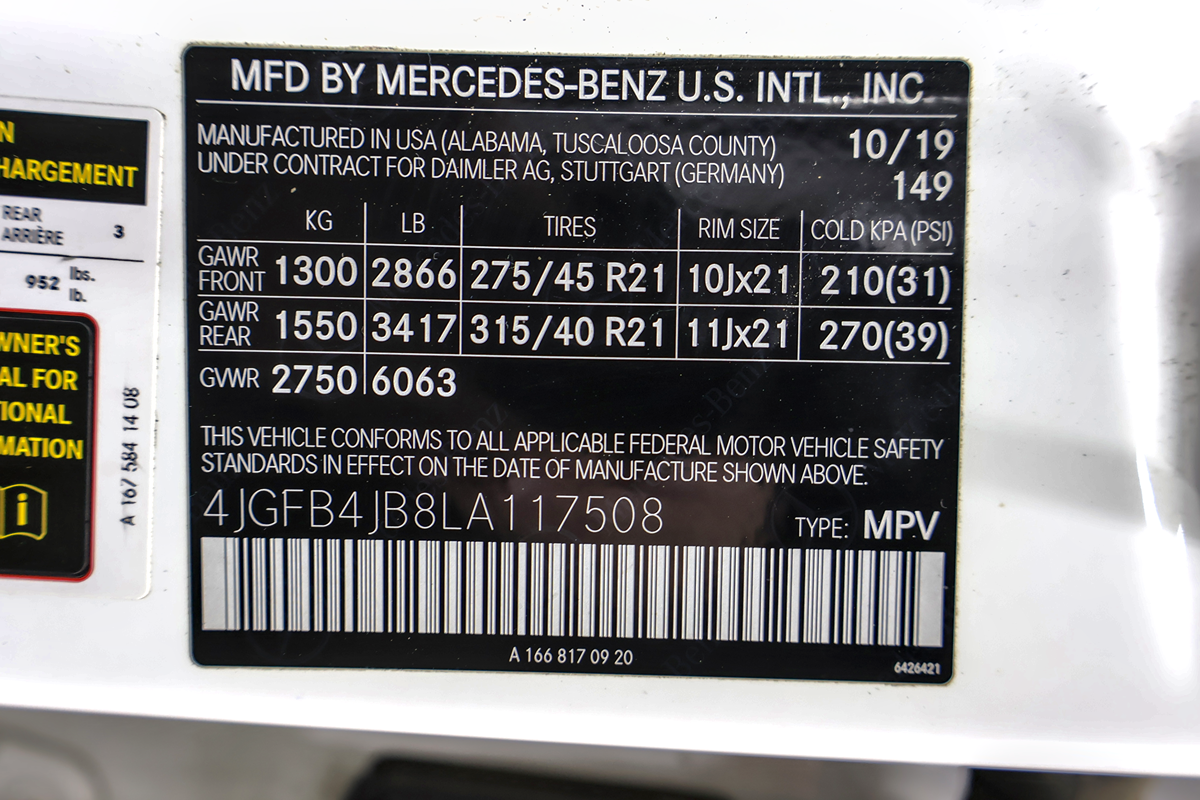 N
HARGEMENT
REAR
ARRIÈRE 3
952 lbs.
lb.
WNER'S
AL FOR
TIONAL
MATION
A 167 584 14 08
MFD BY MERCEDES-BENZ U.S. INTL., INC.
MANUFACTURED IN USA (ALABAMA, TUSCALOOSA COUNTY) 10/19
UNDER CONTRACT FOR DAIMLER AG, STUTTGART (GERMANY) 149
KG LB TIRES RIM SIZE COLD KPA (PSI)
GAWR FRONT 1300 2866 275/45 R21 10Jx21 210(31)
GAWR REAR 1550 3417 315/40 R21 11Jx21 270(39)
GVWR 2750 6063
THIS VEHICLE CONFORMS TO ALL APPLICABLE FEDERAL MOTOR VEHICLE SAFETY
STANDARDS IN EFFECT ON THE DATE OF MANUFACTURE SHOWN ABOVE.
4JGFB4JB8LA117508 TYPE: MPV
A 166 817 09 20
6426421